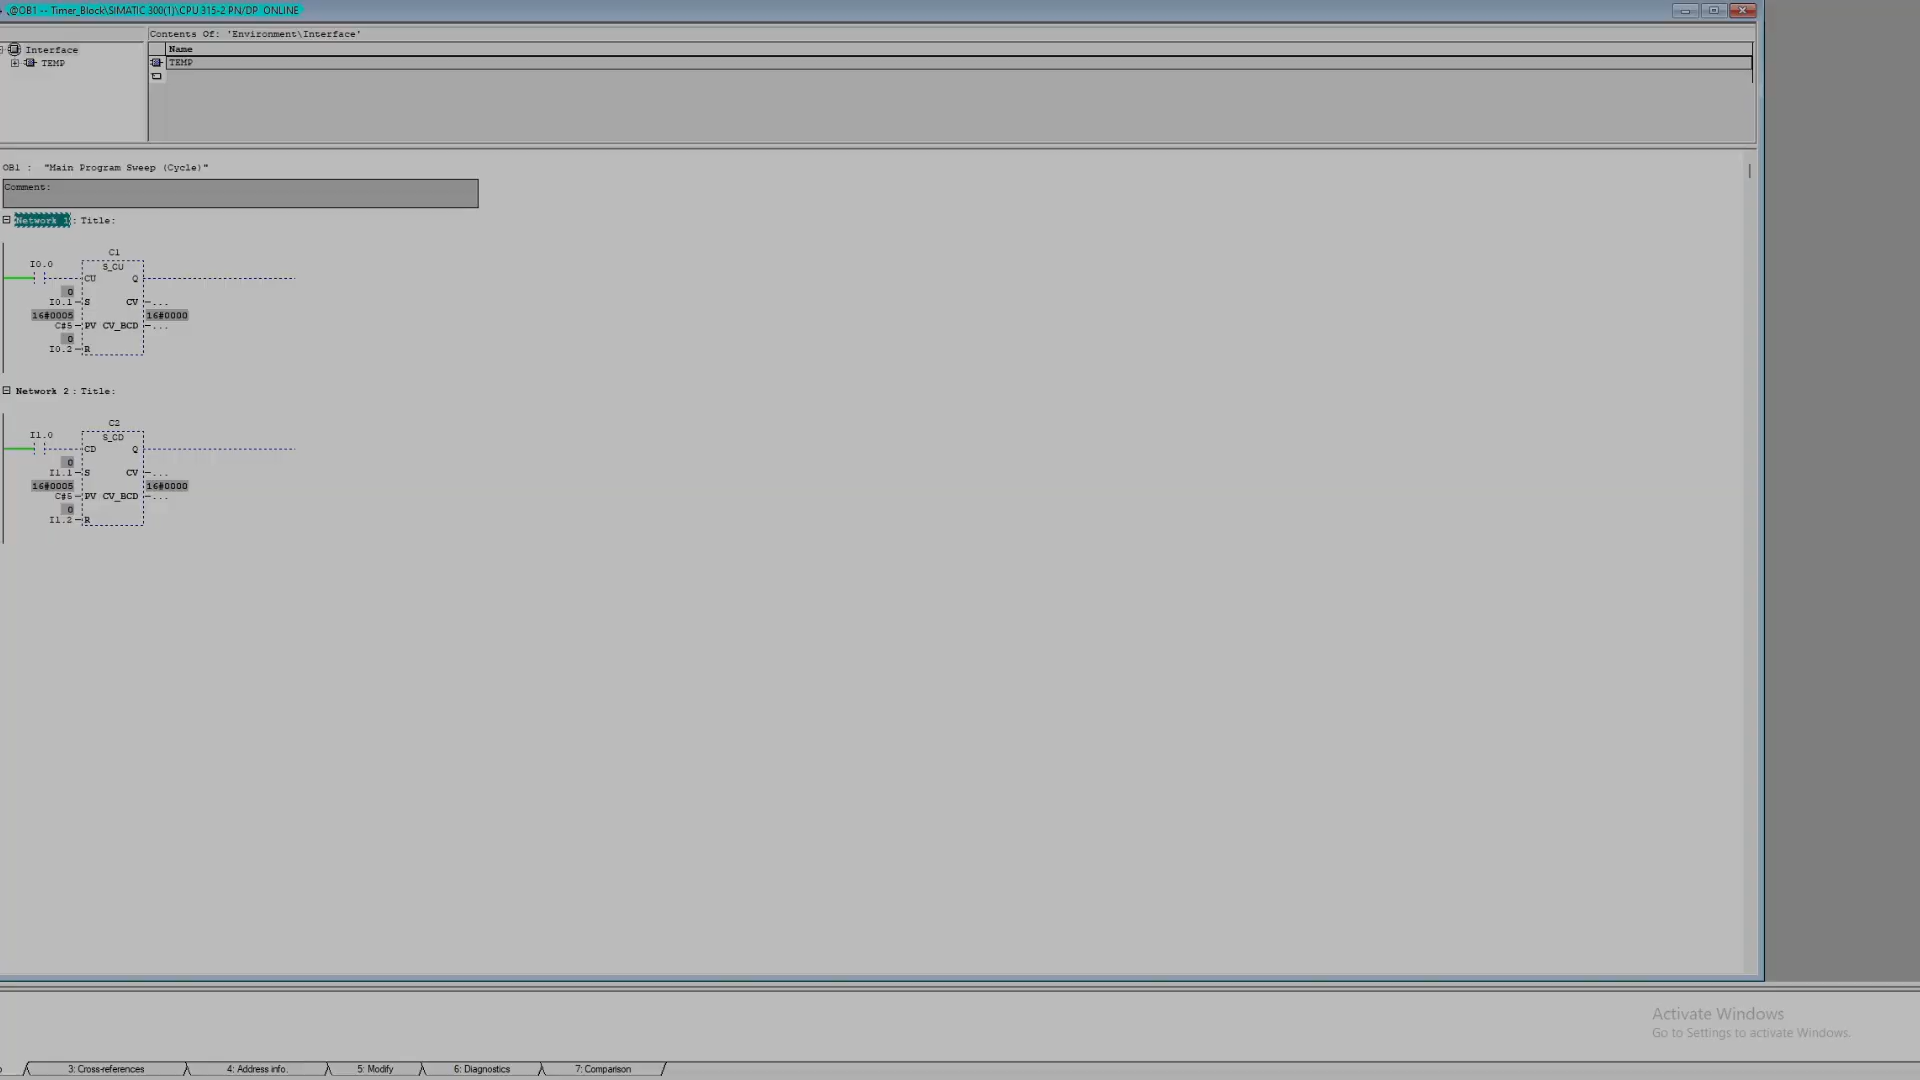 @OB1 -- Timer_Block\SIMATIC 300(1)\CPU 315-2 PN/DP  ONLINE
Contents Of: 'Environment\Interface'
Interface
Name
TEMP
TEMP
OB1 :  "Main Program Sweep (Cycle)"
Comment:
Network 1: Title:
C1
I0.0
S_CU
CU
Q
0
I0.1
S
CV
...
16#0005
16#0000
C#5
PV
CV_BCD
...
0
I0.2
R
Network 2 : Title:
C2
I1.0
S_CD
CD
Q
0
I1.1
S
CV
...
16#0005
16#0000
C#5
PV
CV_BCD
...
0
I1.2
R
Activate Windows
Go to Settings to activate Windows.
3: Cross-references
4: Address info.
5: Modify
6: Diagnostics
7: Comparison